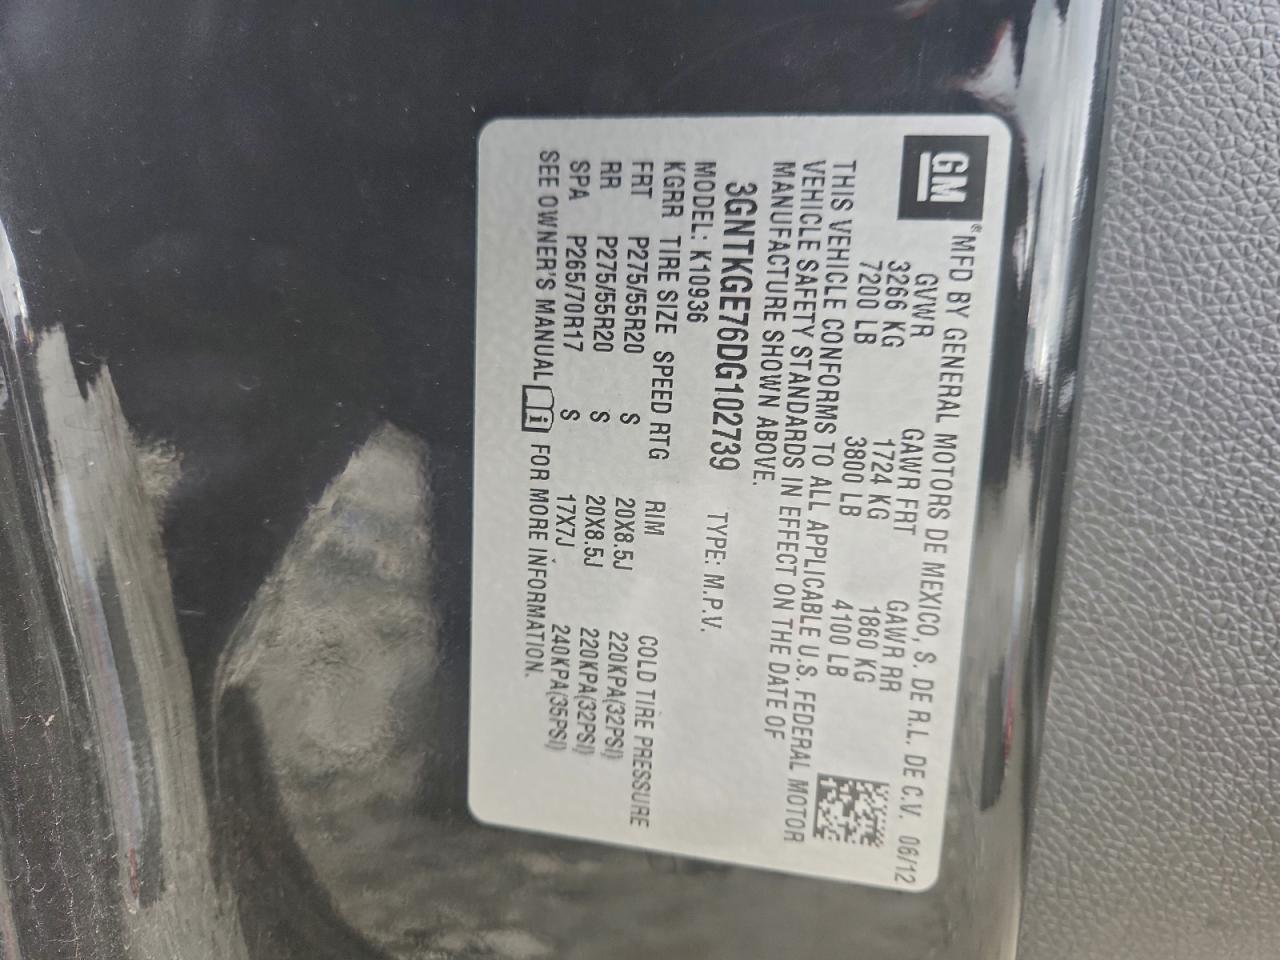 GM
® MFD BY GENERAL MOTORS DE MEXICO, S. DE R.L. DE C.V. 06/12
GVWR GAWR FRT GAWR RR
3266 KG 1724 KG 1860 KG
7200 LB 3800 LB 4100 LB
THIS VEHICLE CONFORMS TO ALL APPLICABLE U.S. FEDERAL MOTOR
VEHICLE SAFETY STANDARDS IN EFFECT ON THE DATE OF
MANUFACTURE SHOWN ABOVE.
3GNTKGE76DG102739 TYPE: M.P.V.
MODEL: K10936
KGRR TIRE SIZE SPEED RTG RIM COLD TIRE PRESSURE
FRT P275/55R20 S 20X8.5J 220KPA(32PSI)
RR P275/55R20 S 20X8.5J 220KPA(32PSI)
SPA P265/70R17 S 17X7J 240KPA(35PSI)
SEE OWNER'S MANUAL i FOR MORE INFORMATION.